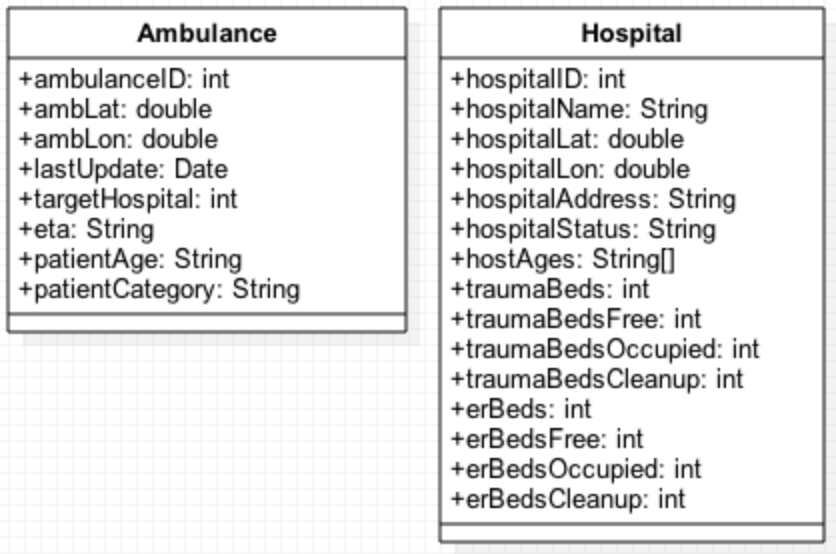 Ambulance
+ambulanceID: int
+ambLat: double
+ambLon: double
+lastUpdate: Date
+targetHospital: int
+eta: String
+patientAge: String
+patientCategory: String
Hospital
+hospitalID: int
+hospitalName: String
+hospitalLat: double
+hospitalLon: double
+hospitalAddress: String
+hospitalStatus: String
+hostAges: String[]
+traumaBeds: int
+traumaBedsFree: int
+traumaBedsOccupied: int
+traumaBedsCleanup: int
+erBeds: int
+erBedsFree: int
+erBedsOccupied: int
+erBedsCleanup: int